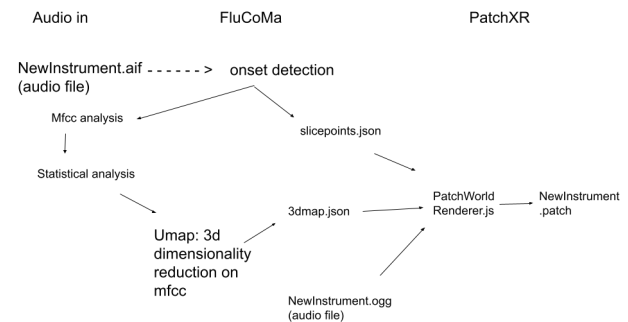 Audio in
FluCoMa
PatchXR
NewInstrument.aif - - - - - - >
(audio file)
onset detection
Mfcc analysis
slicepoints.json
Statistical analysis
PatchWorld
Renderer.js
NewInstrument
.patch
3dmap.json
Umap: 3d
dimensionality
reduction on
mfcc
NewInstrument.ogg
(audio file)